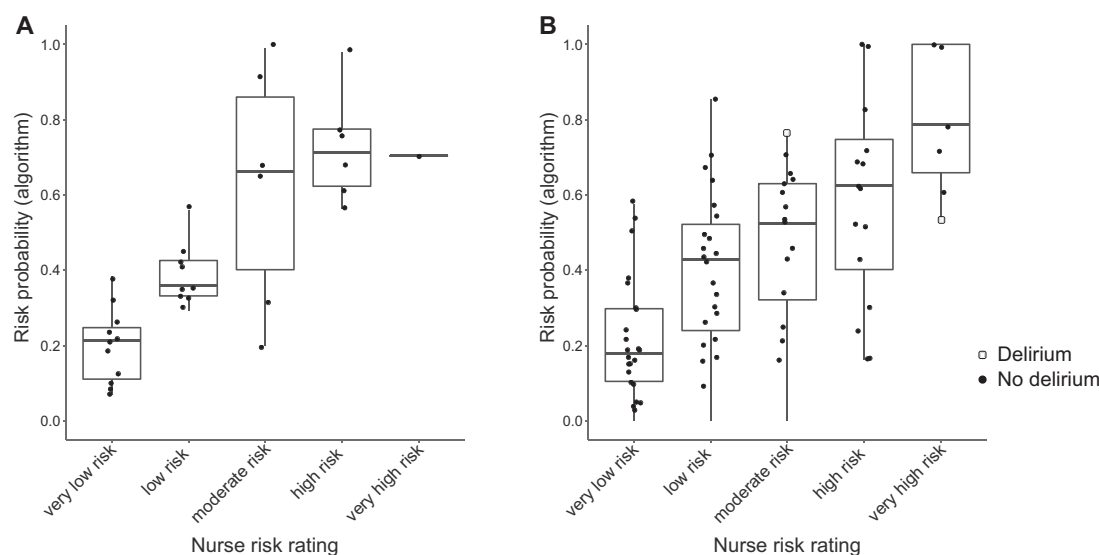 A
Risk probability (algorithm)
1.0
0.8
0.6
0.4
0.2
0.0
very low risk
low risk
moderate risk
high risk
very high risk
Nurse risk rating
B
Risk probability (algorithm)
1.0
0.8
0.6
0.4
0.2
0.0
very low risk
low risk
moderate risk
high risk
very high risk
Nurse risk rating
Delirium
No delirium